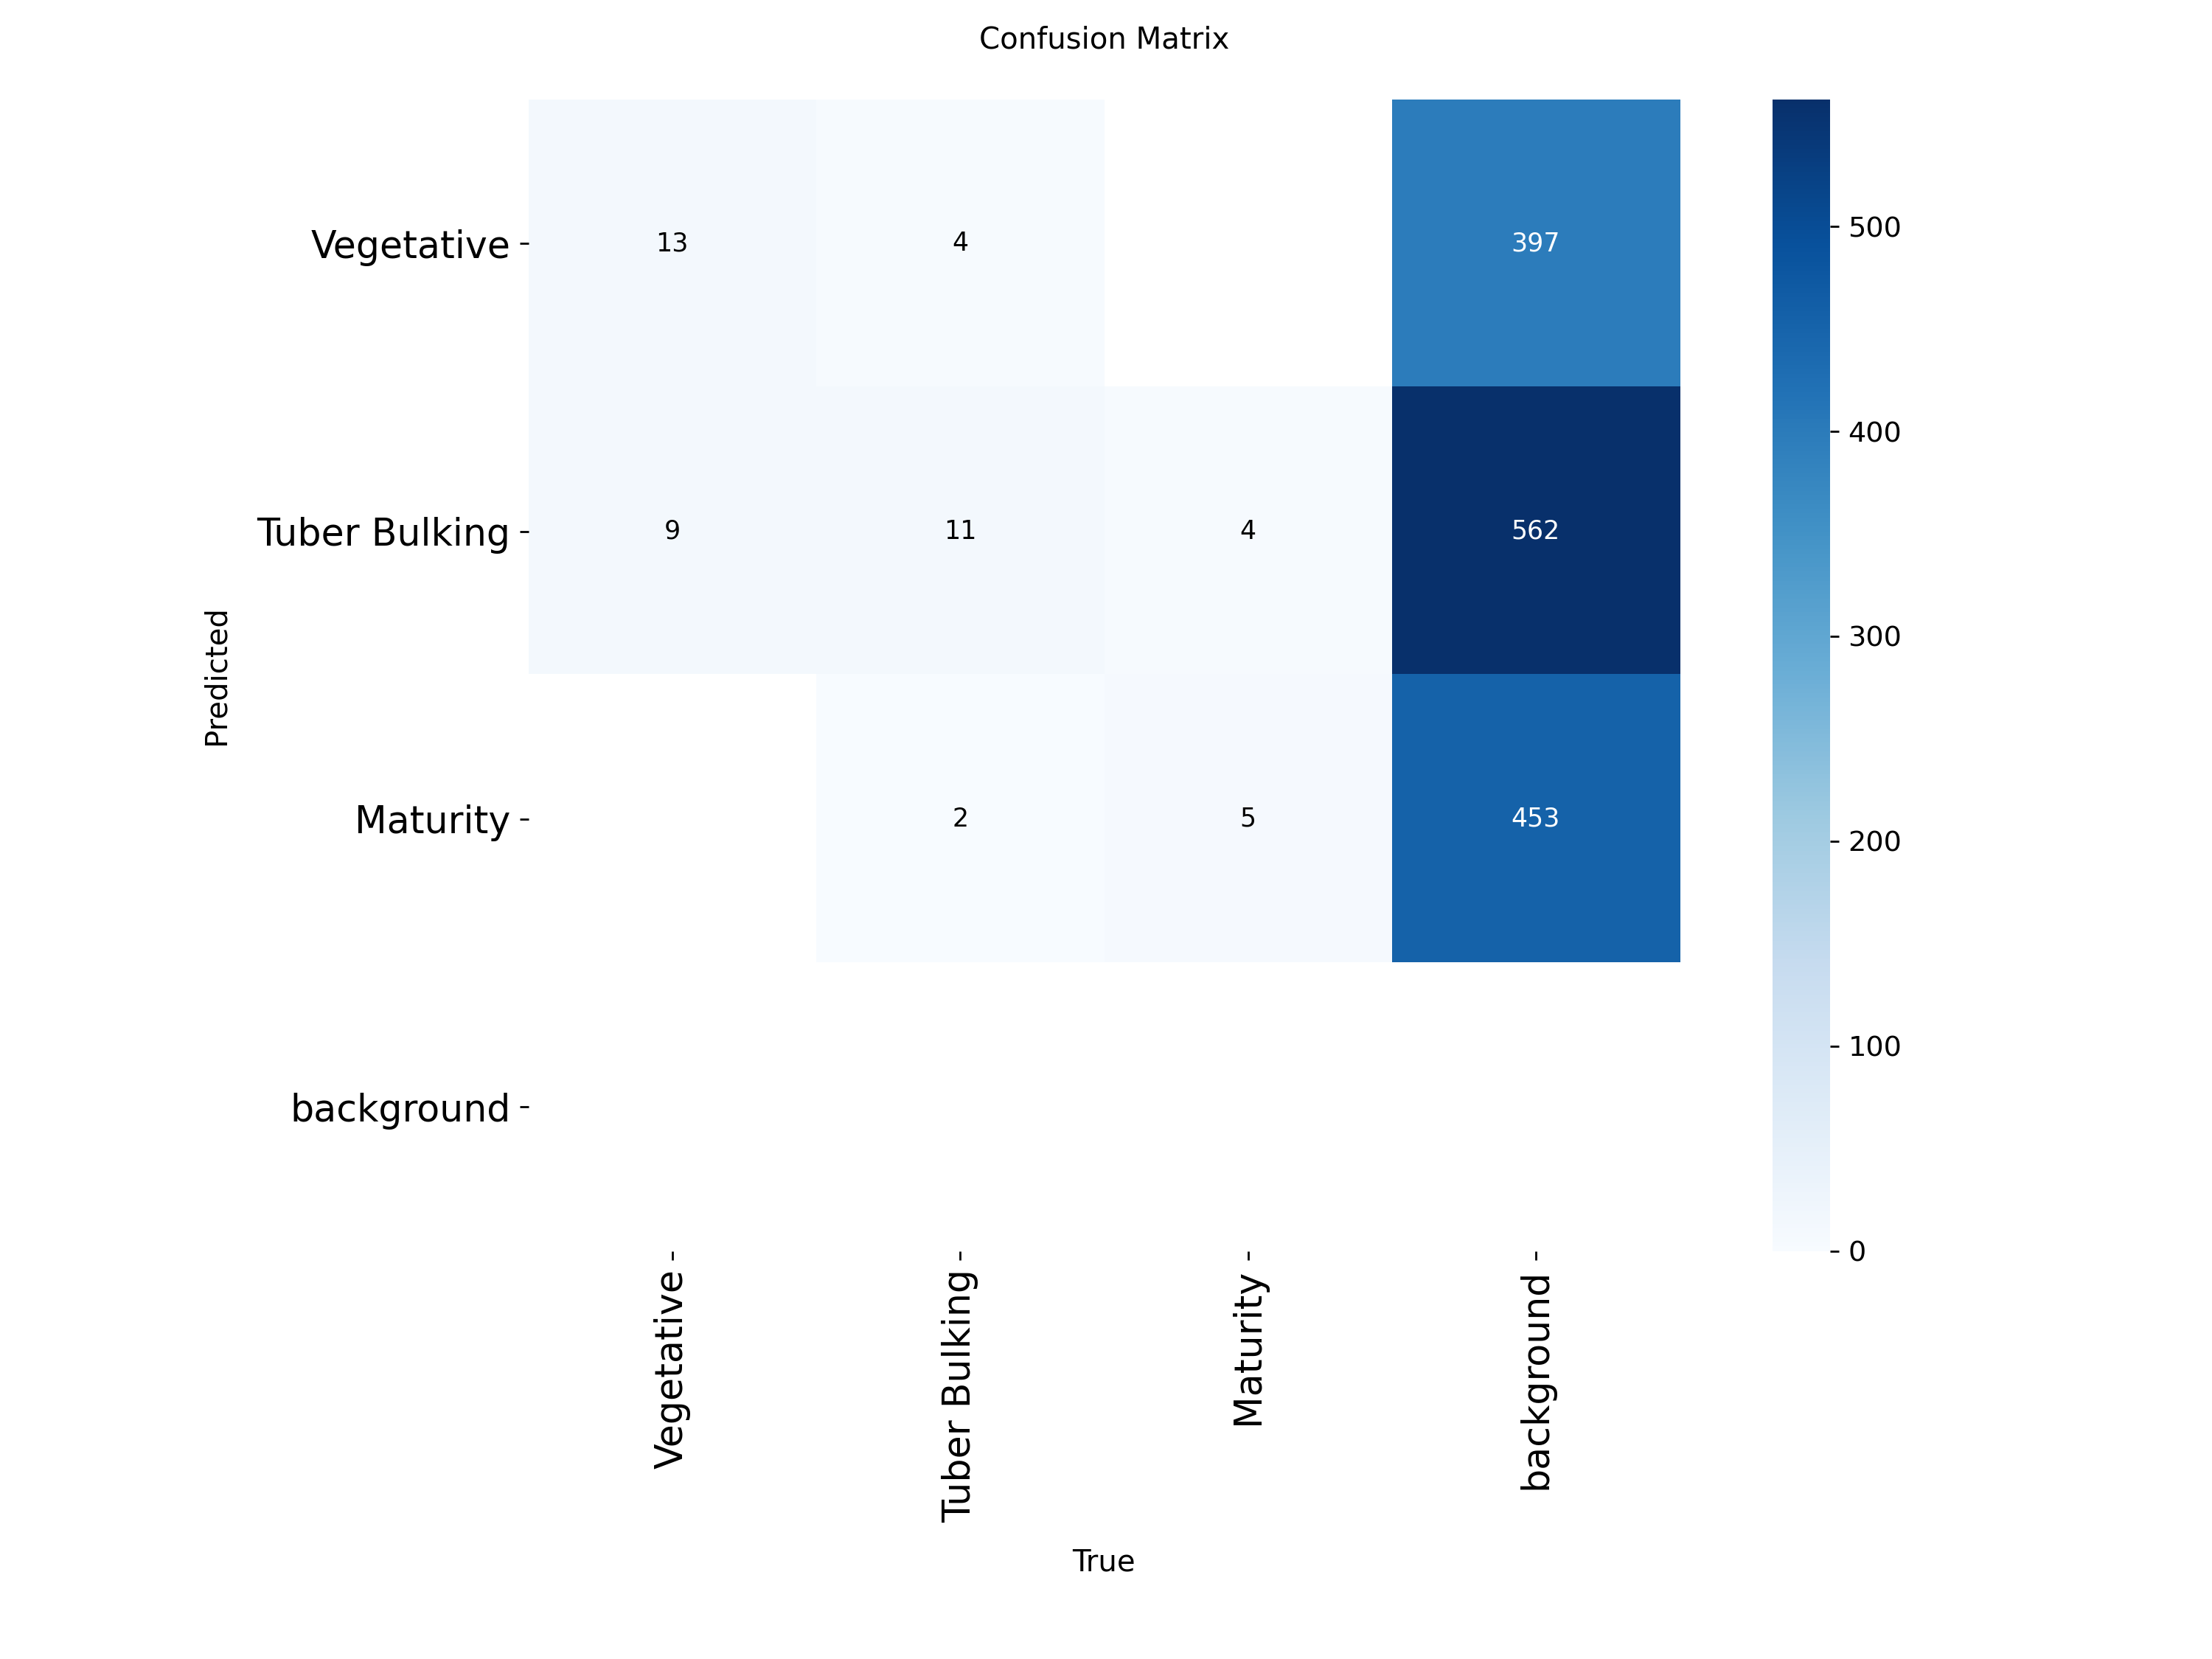 Confusion Matrix
Vegetative
13
4
397
500
Tuber Bulking
9
11
4
562
400
300
Maturity
2
5
453
200
background
100
0
Predicted
Vegetative
Tuber Bulking
Maturity
background
True